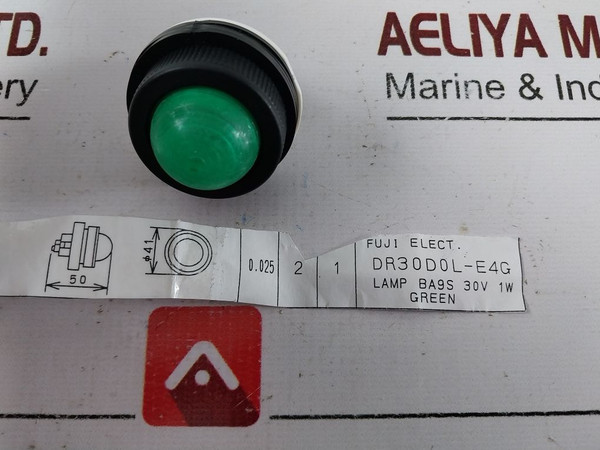 TD.
AELIYA M
ery
Marine & Ind
FUJI ELECT.
φ41
0.025 2 1
DR30D0L-E4G
50
LAMP BA9S 30V 1W
GREEN